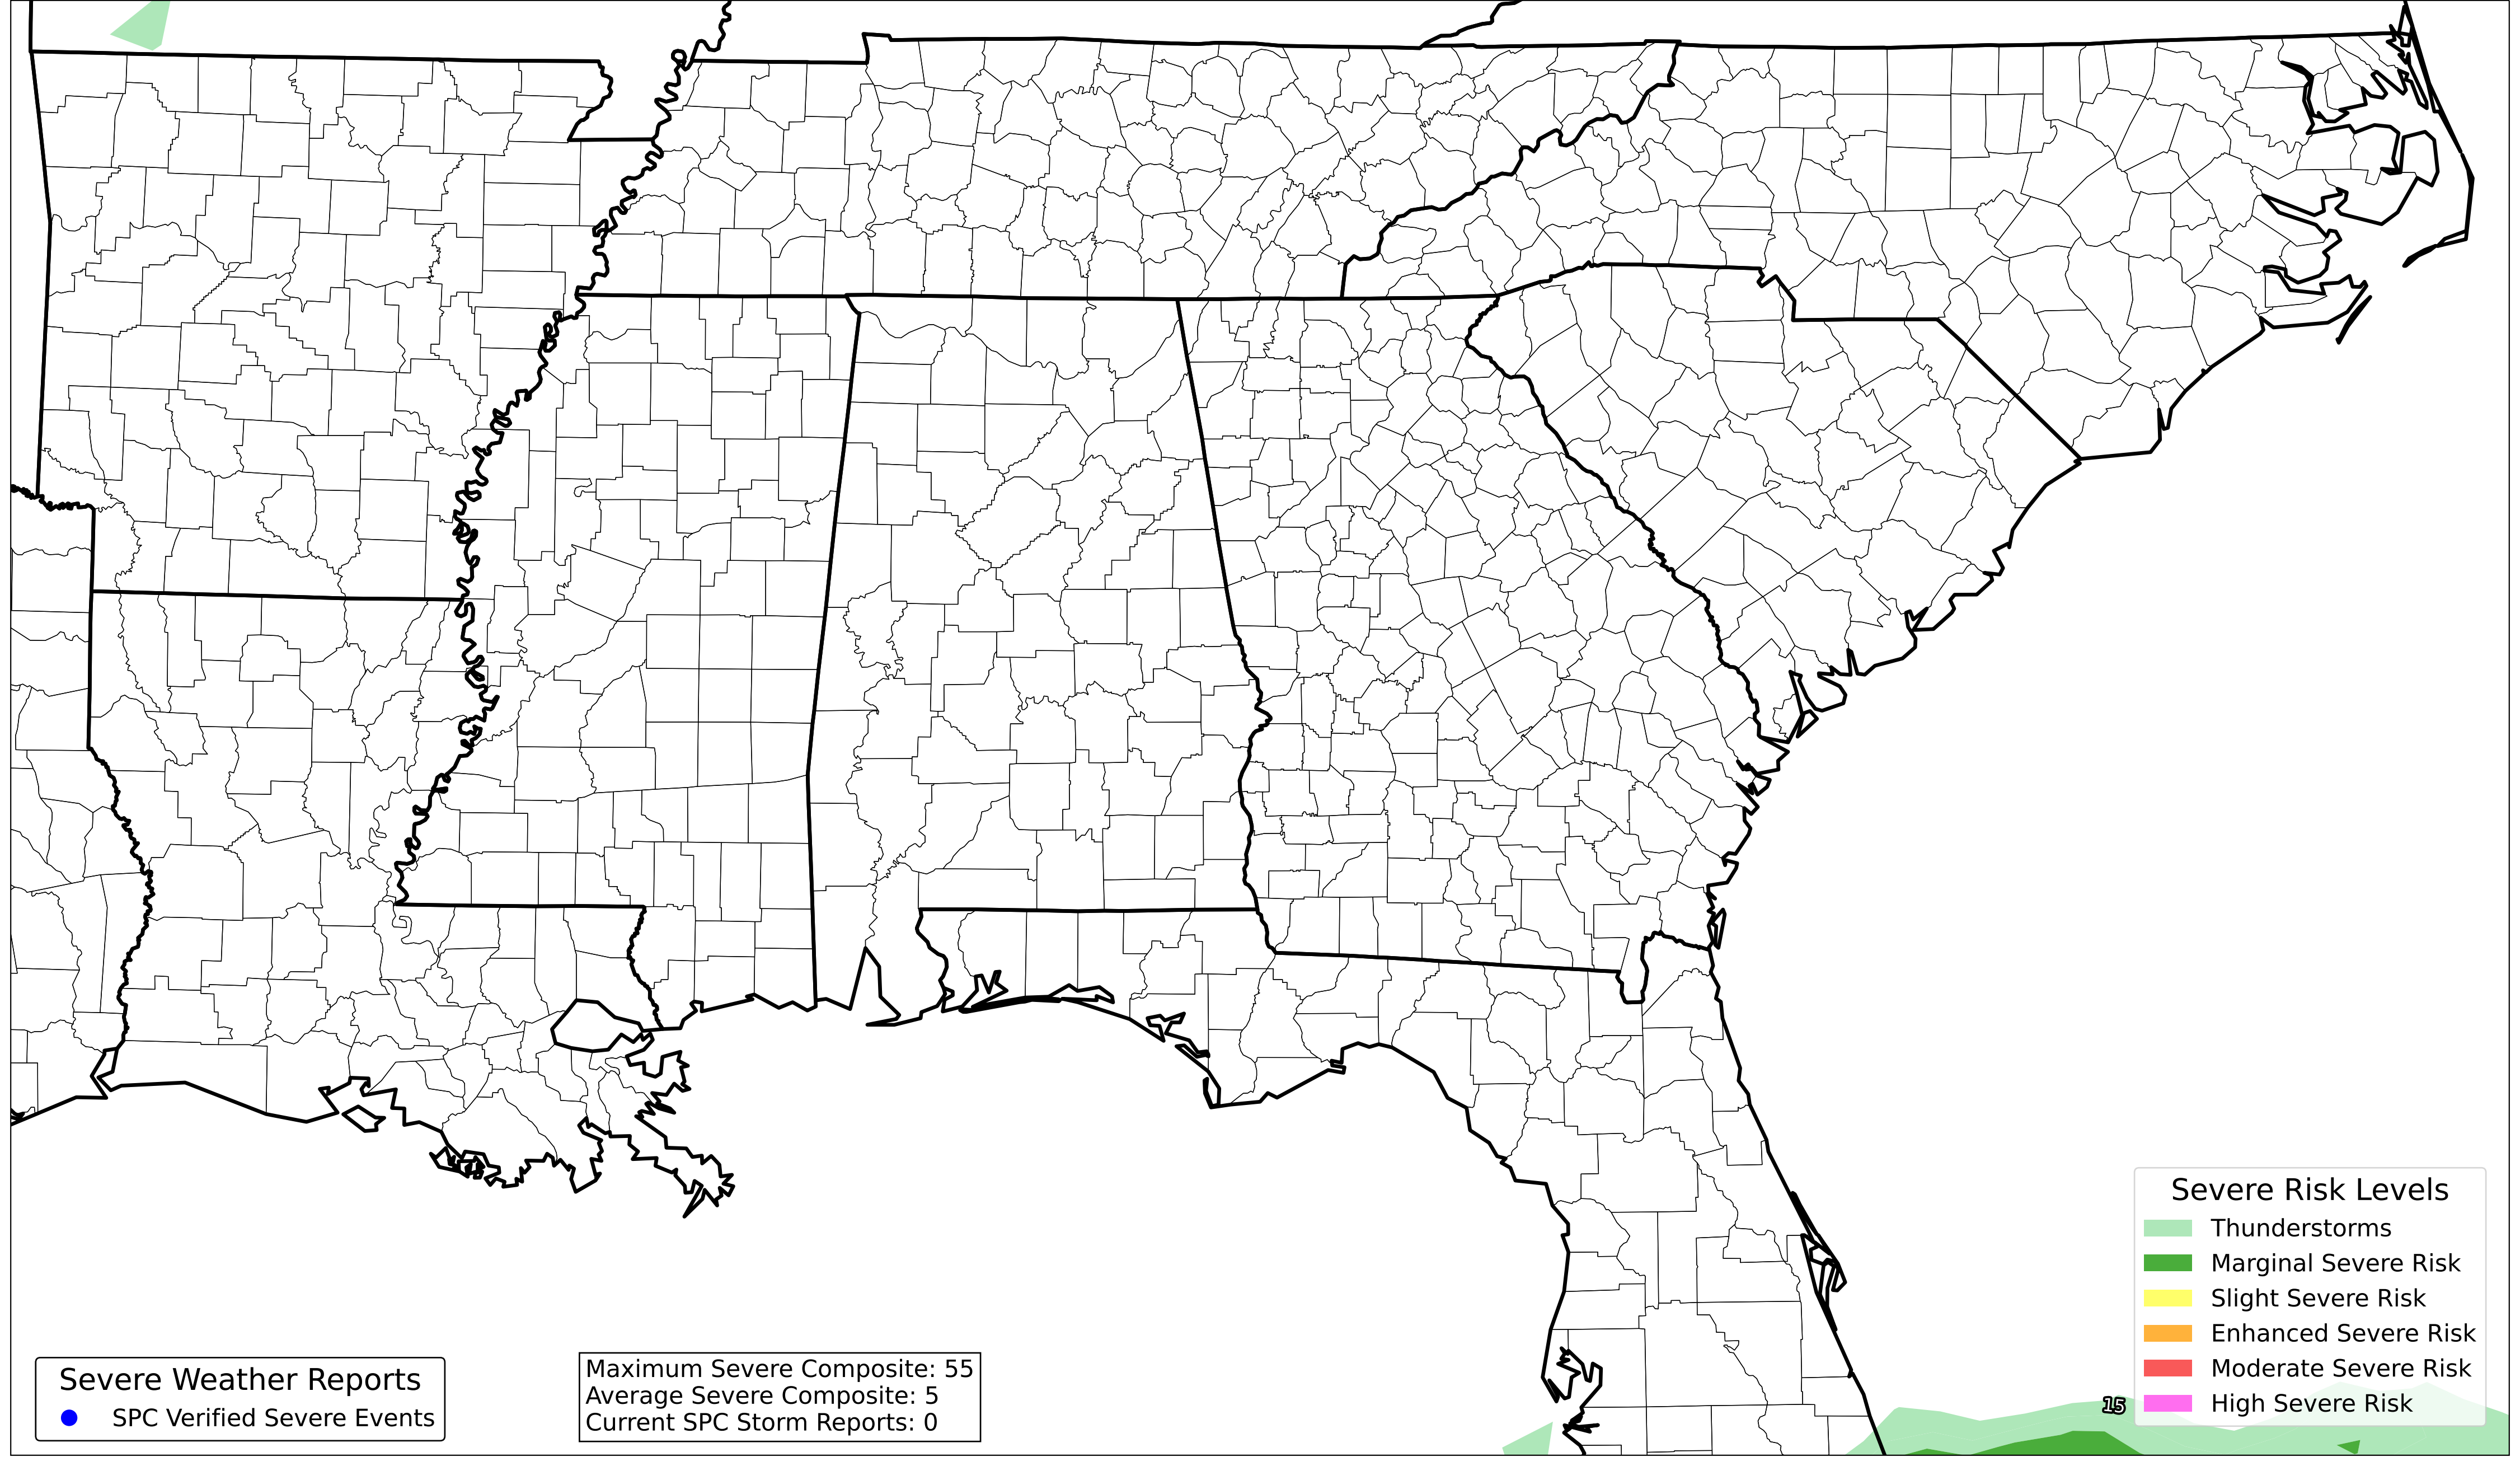 Severe Risk Levels
Thunderstorms
Marginal Severe Risk
Slight Severe Risk
Enhanced Severe Risk
Moderate Severe Risk
High Severe Risk
15
Severe Weather Reports
SPC Verified Severe Events
Maximum Severe Composite: 55
Average Severe Composite: 5
Current SPC Storm Reports: 0